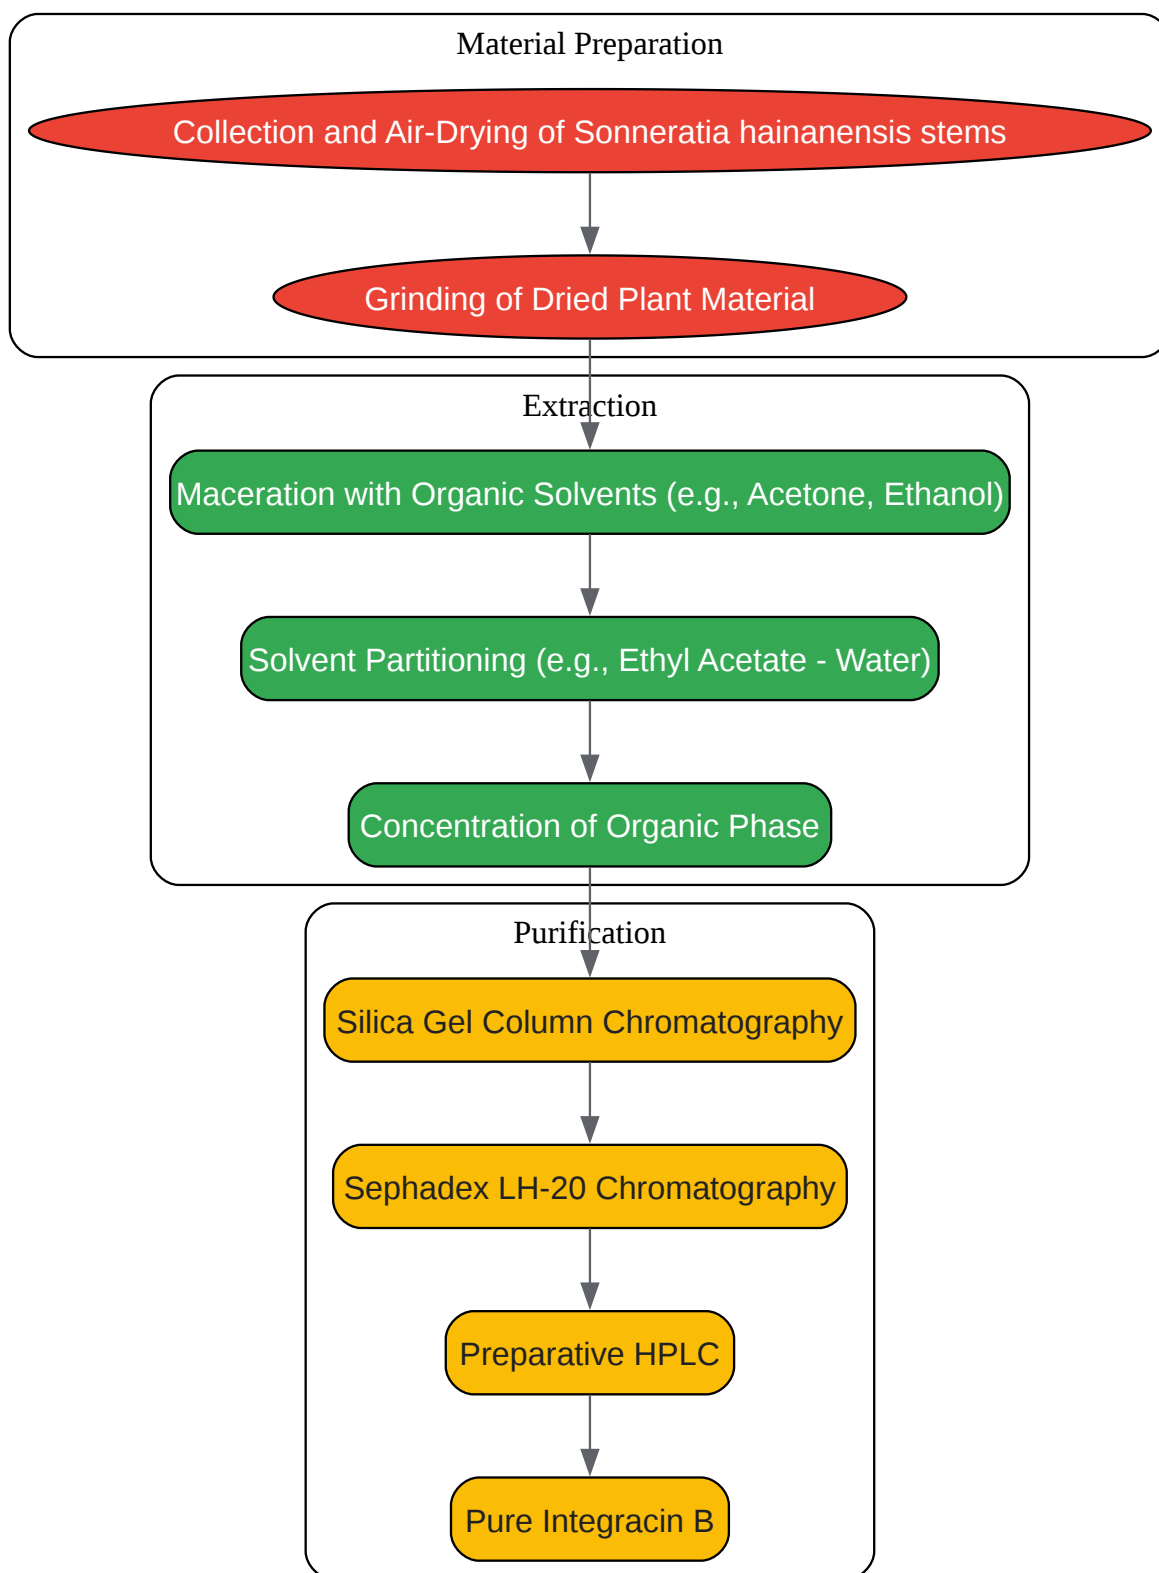 Material Preparation
Collection and Air-Drying of Sonneratia hainanensis stems
Grinding of Dried Plant Material
Extraction
Maceration with Organic Solvents (e.g., Acetone, Ethanol)
Solvent Partitioning (e.g., Ethyl Acetate - Water)
Concentration of Organic Phase
Purification
Silica Gel Column Chromatography
Sephadex LH-20 Chromatography
Preparative HPLC
Pure Integracin B